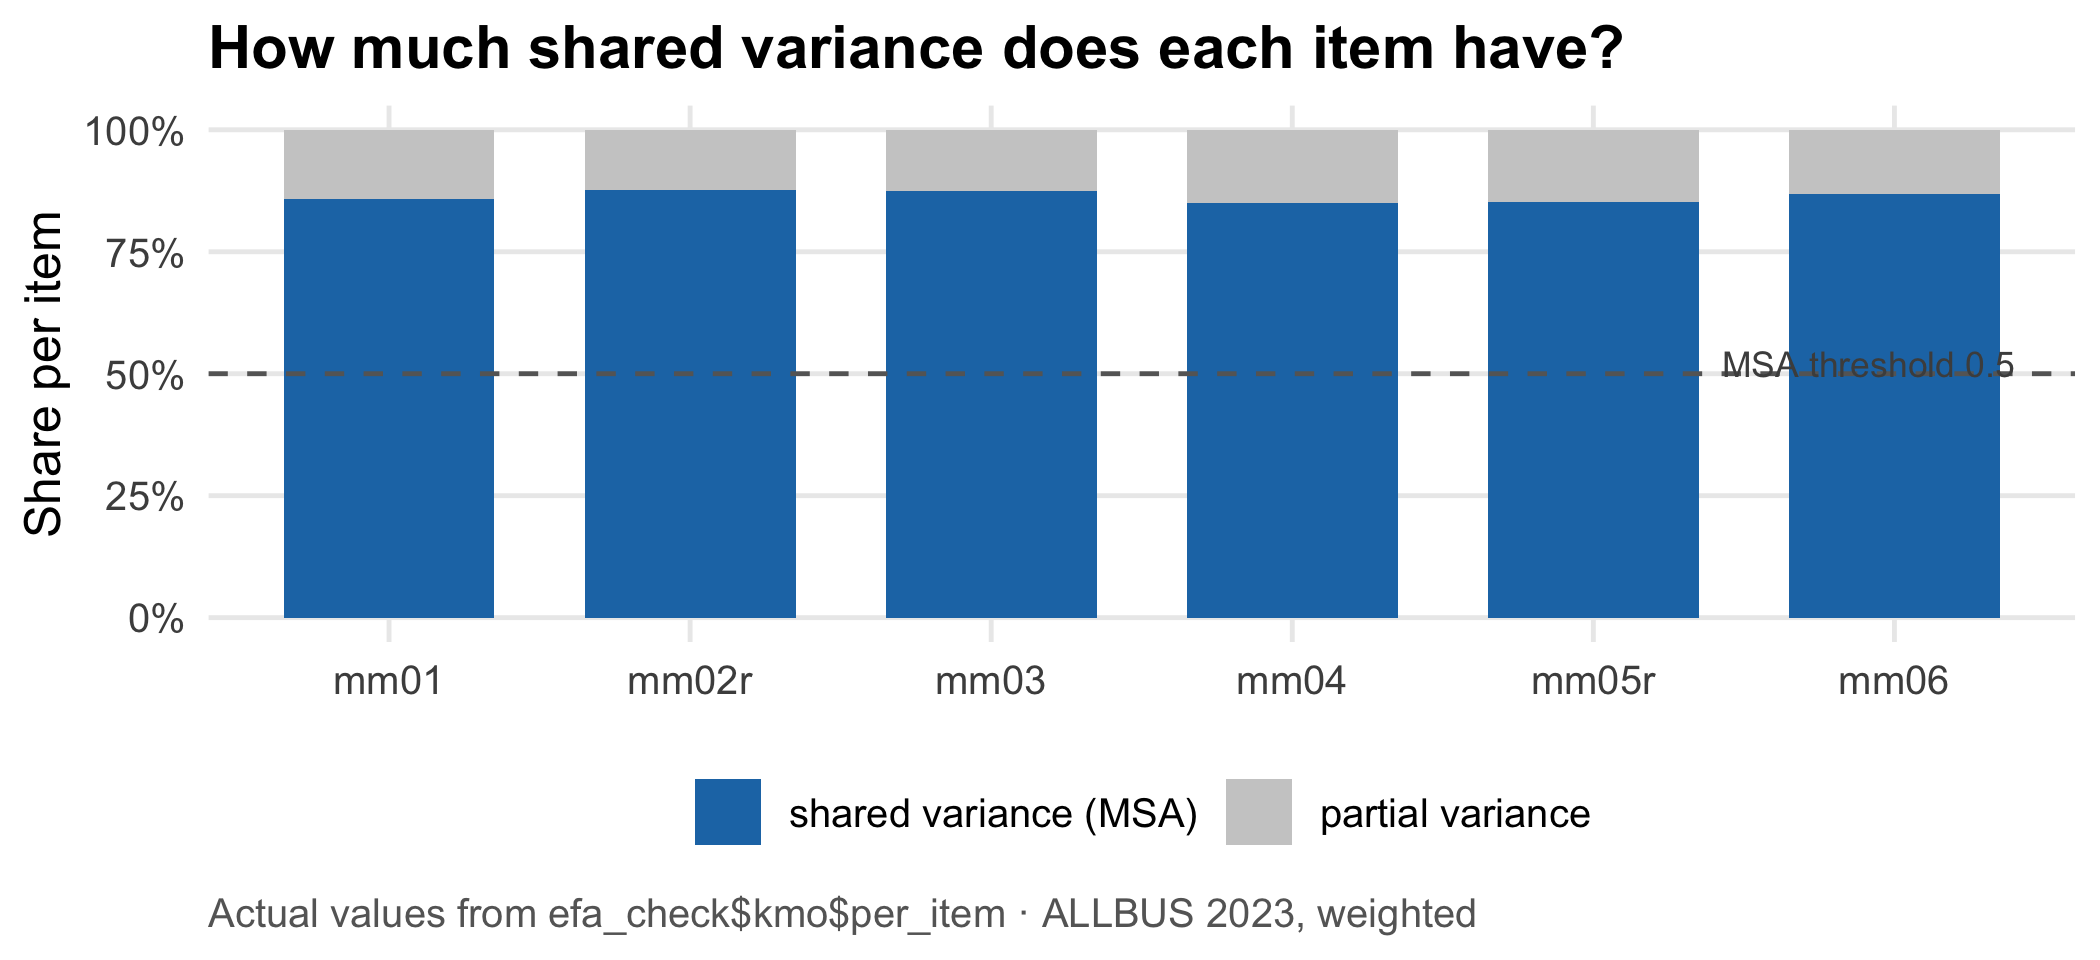 How much shared variance does each item have?
Share per item
100%
75%
50%
25%
0%
MSA threshold 0.5
mm01 mm02r mm03 mm04 mm05r mm06
shared variance (MSA) partial variance
Actual values from efa_check$kmo$per_item · ALLBUS 2023, weighted